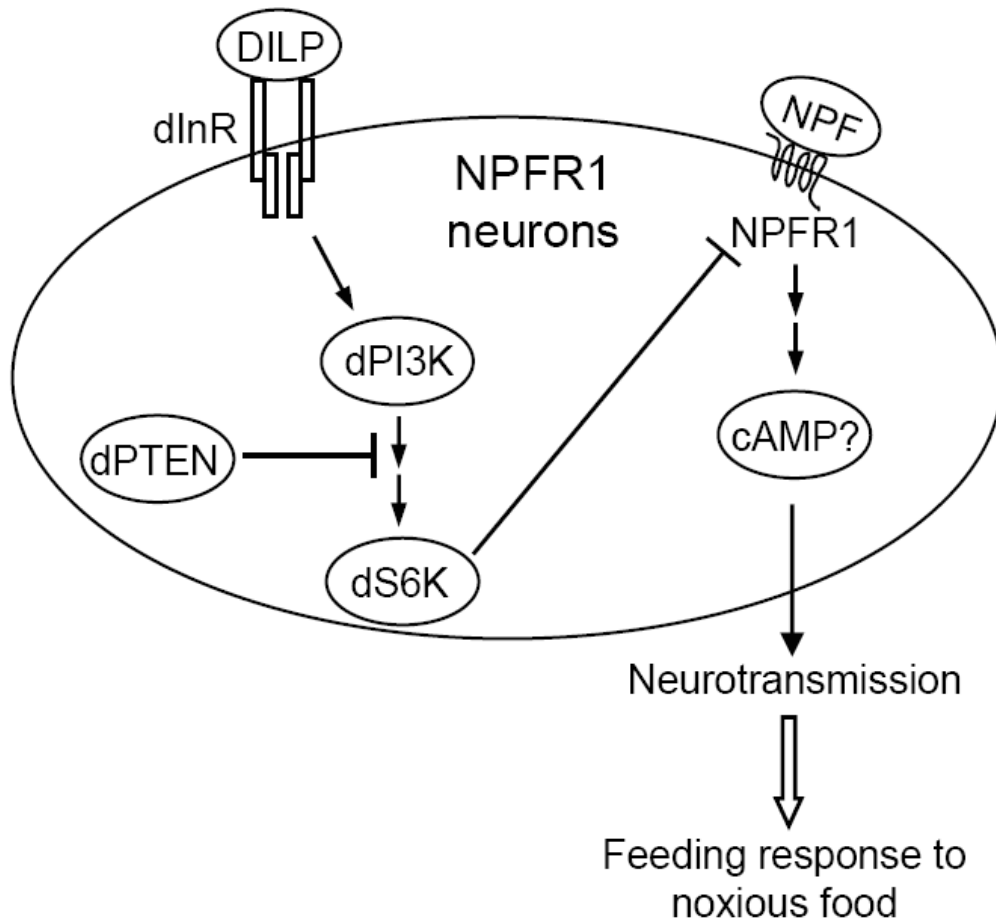 DILP
dInR
NPF
NPFR1
neurons
NPFR1
dPI3K
cAMP?
dPTEN
dS6K
Neurotransmission
Feeding response to
noxious food